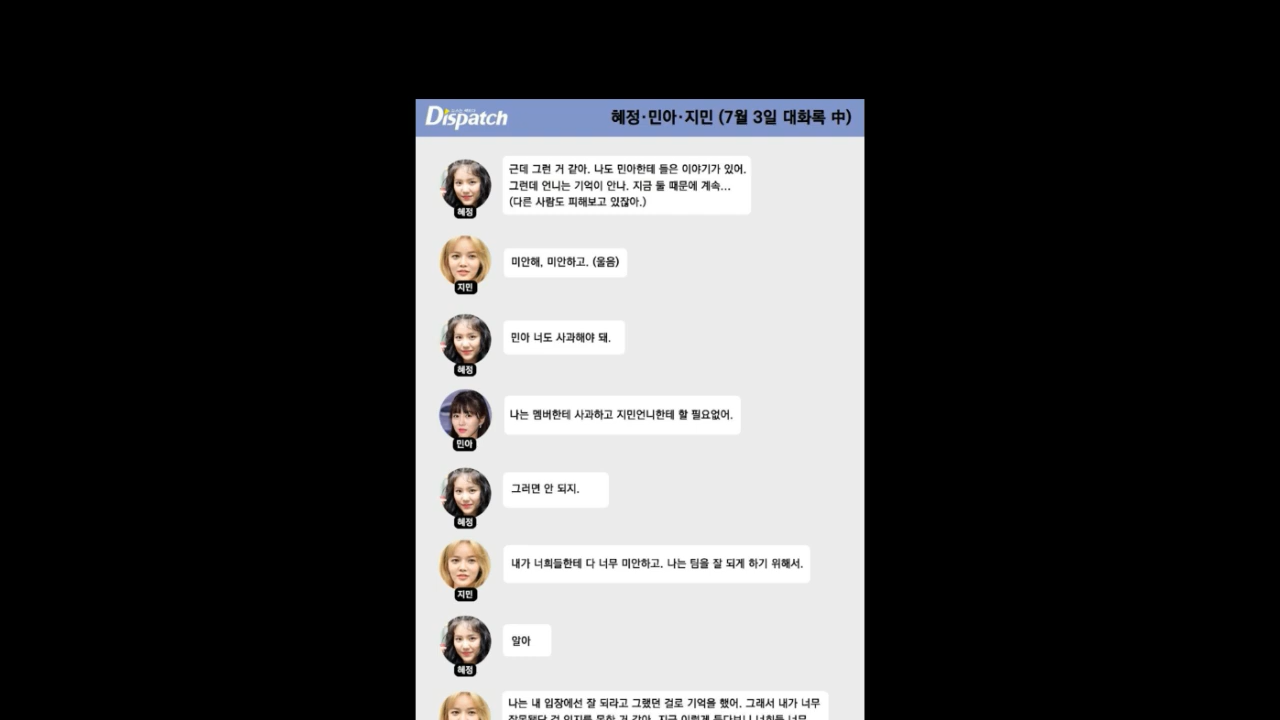 Dispatch
혜정·민아·지민 (7월 3일 대화록 中)
근데 그런 거 같아. 나도 민아한테 들은 이야기가 있어.
그런데 언니는 기억이 안나. 지금 둘 때문에 계속...
(다른 사람도 피해보고 있잖아.)
혜정
미안해, 미안하고. (울음)
지민
민아 너도 사과해야 돼.
혜정
나는 멤버한테 사과하고 지민언니한테 할 필요없어.
민아
그러면 안 되지.
혜정
내가 너희들한테 다 너무 미안하고. 나는 팀을 잘 되게 하기 위해서.
지민
알아
혜정
나는 내 입장에선 잘 되라고 그랬던 걸로 기억을 했어. 그래서 내가 너무